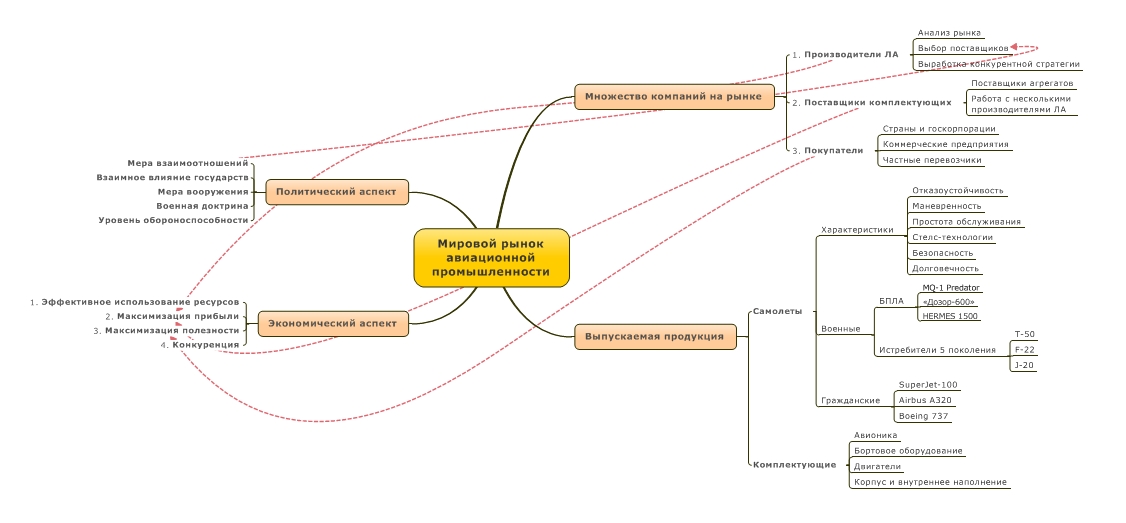 Мировой рынок
авиационной
промышленности
Множество компаний на рынке
1. Производители ЛА
Анализ рынка
Выбор поставщиков
Выработка конкурентной стратегии
2. Поставщики комплектующих
Поставщики агрегатов
Работа с несколькими
производителями ЛА
3. Покупатели
Страны и госкорпорации
Коммерческие предприятия
Частные перевозчики
Выпускаемая продукция
Самолеты
Характеристики
Отказоустойчивость
Маневренность
Простота обслуживания
Стелс-технологии
Безопасность
Долговечность
Военные
БПЛА
MQ-1 Predator
«Дозор-600»
HERMES 1500
Истребители 5 поколения
Т-50
F-22
J-20
Гражданские
SuperJet-100
Airbus A320
Boeing 737
Комплектующие
Авионика
Бортовое оборудование
Двигатели
Корпус и внутреннее наполнение
Политический аспект
Мера взаимоотношений
Взаимное влияние государств
Мера вооружения
Военная доктрина
Уровень обороноспособности
Экономический аспект
1. Эффективное использование ресурсов
2. Максимизация прибыли
3. Максимизация полезности
4. Конкуренция